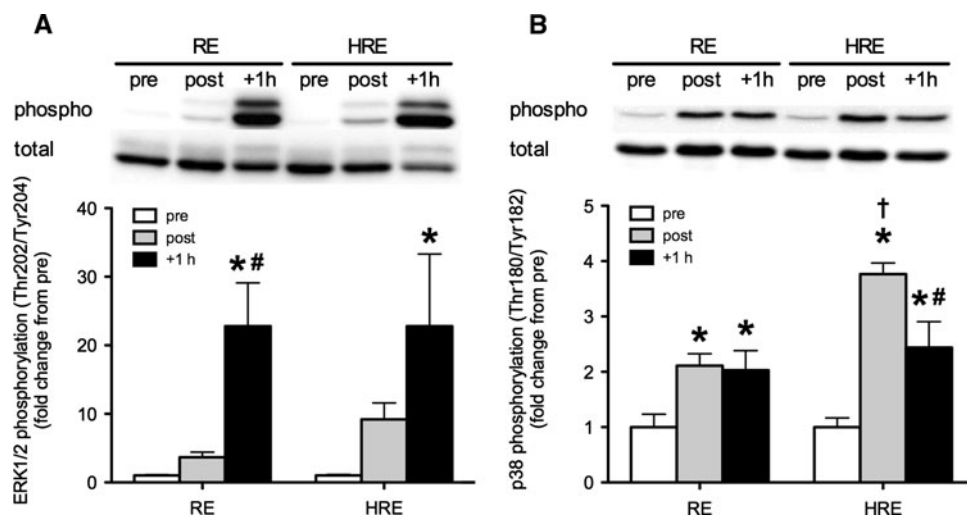 A
RE HRE
pre post +1h pre post +1h
phospho
total
ERK1/2 phosphorylation (Thr202/Tyr204)
(fold change from pre)
40
30
20
10
0
pre
post
+1 h
*#
*
RE HRE
B
RE HRE
pre post +1h pre post +1h
phospho
total
p38 phosphorylation (Thr180/Tyr182)
(fold change from pre)
5
4
3
2
1
0
pre
post
+1 h
†
*
*#
* *
RE HRE